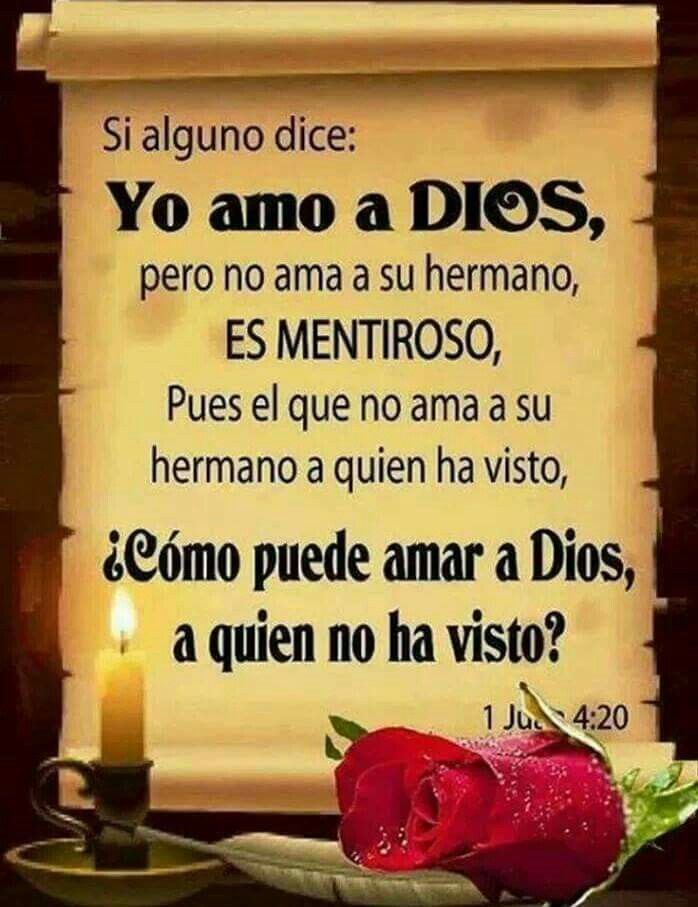 Si alguno dice:
Yo amo a DIOS,
pero no ama a su hermano,
ES MENTIROSO,
Pues el que no ama a su
hermano a quien ha visto,
¿Cómo puede amar a Dios,
a quien no ha visto?
1 4:20